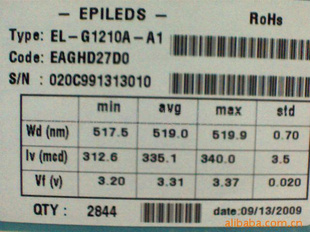 - EPILEDS - RoHs
Type: EL-G1210A-A1
Code: EAGHD27D0
S/N : 020C991313010
min avg max std
Wd (nm) 517.5 519.0 519.9 0.70
Iv (mcd) 312.6 335.1 340.0 3.5
Vf (v) 3.20 3.31 3.37 0.020
QTY : 2844 date:09/13/2009
alibaba.com.cn